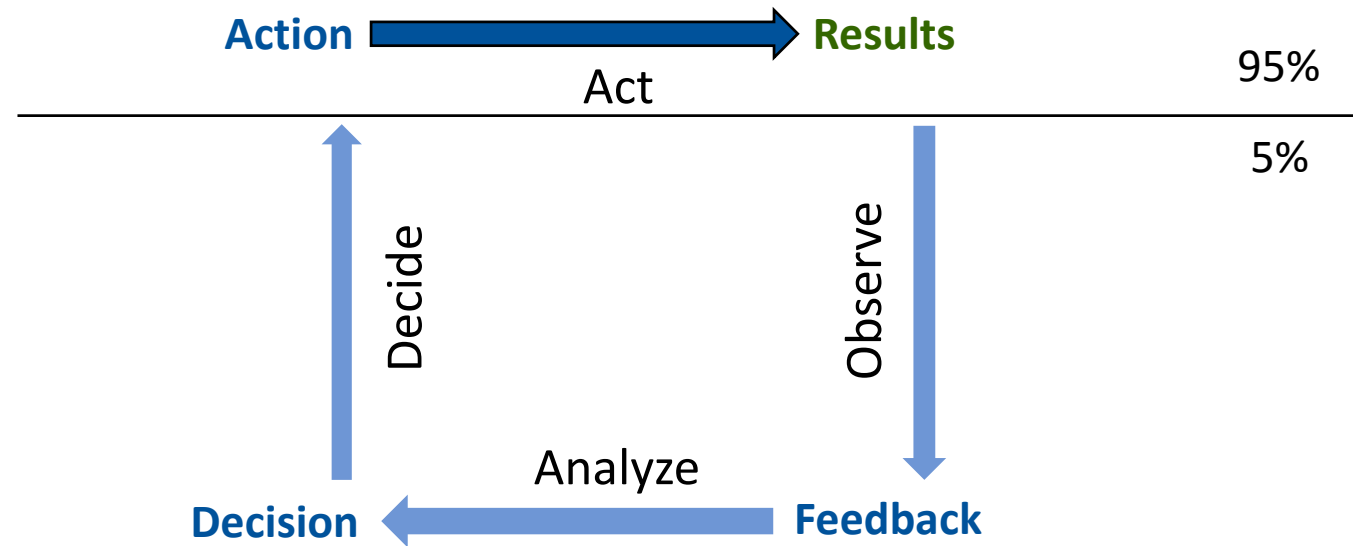 Action
Results
95%
Act
5%
Decide
Observe
Analyze
Decision
Feedback